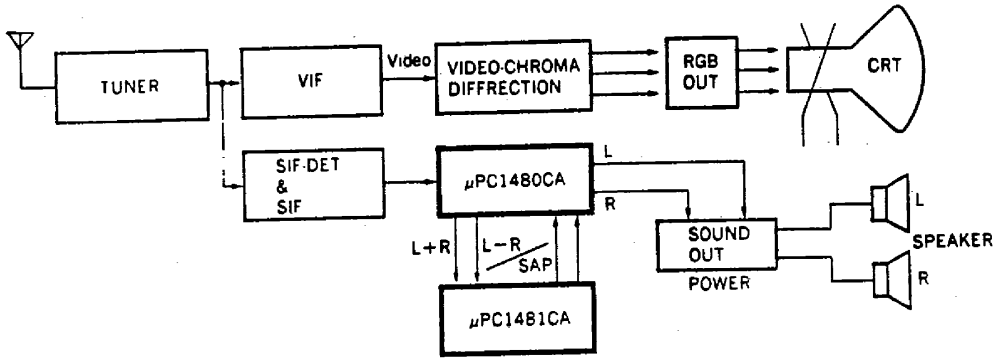 TUNER
VIF
Video
VIDEO·CHROMA
DIFFRECTION
RGB
OUT
CRT
SIF·DET
&
SIF
μPC1480CA
L
R
L+R
L−R
SAP
SOUND
OUT
POWER
L
SPEAKER
R
μPC1481CA